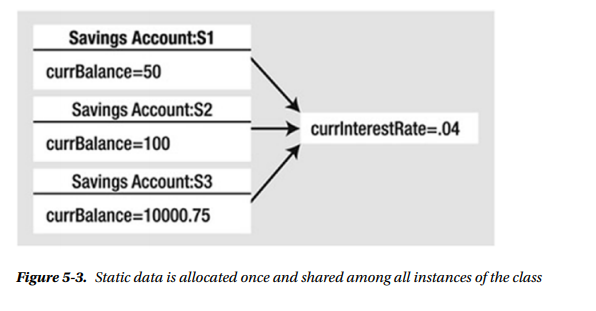 Savings Account:S1
currBalance=50
Savings Account:S2
currBalance=100
Savings Account:S3
currBalance=10000.75
currInterestRate=.04
Figure 5-3. Static data is allocated once and shared among all instances of the class